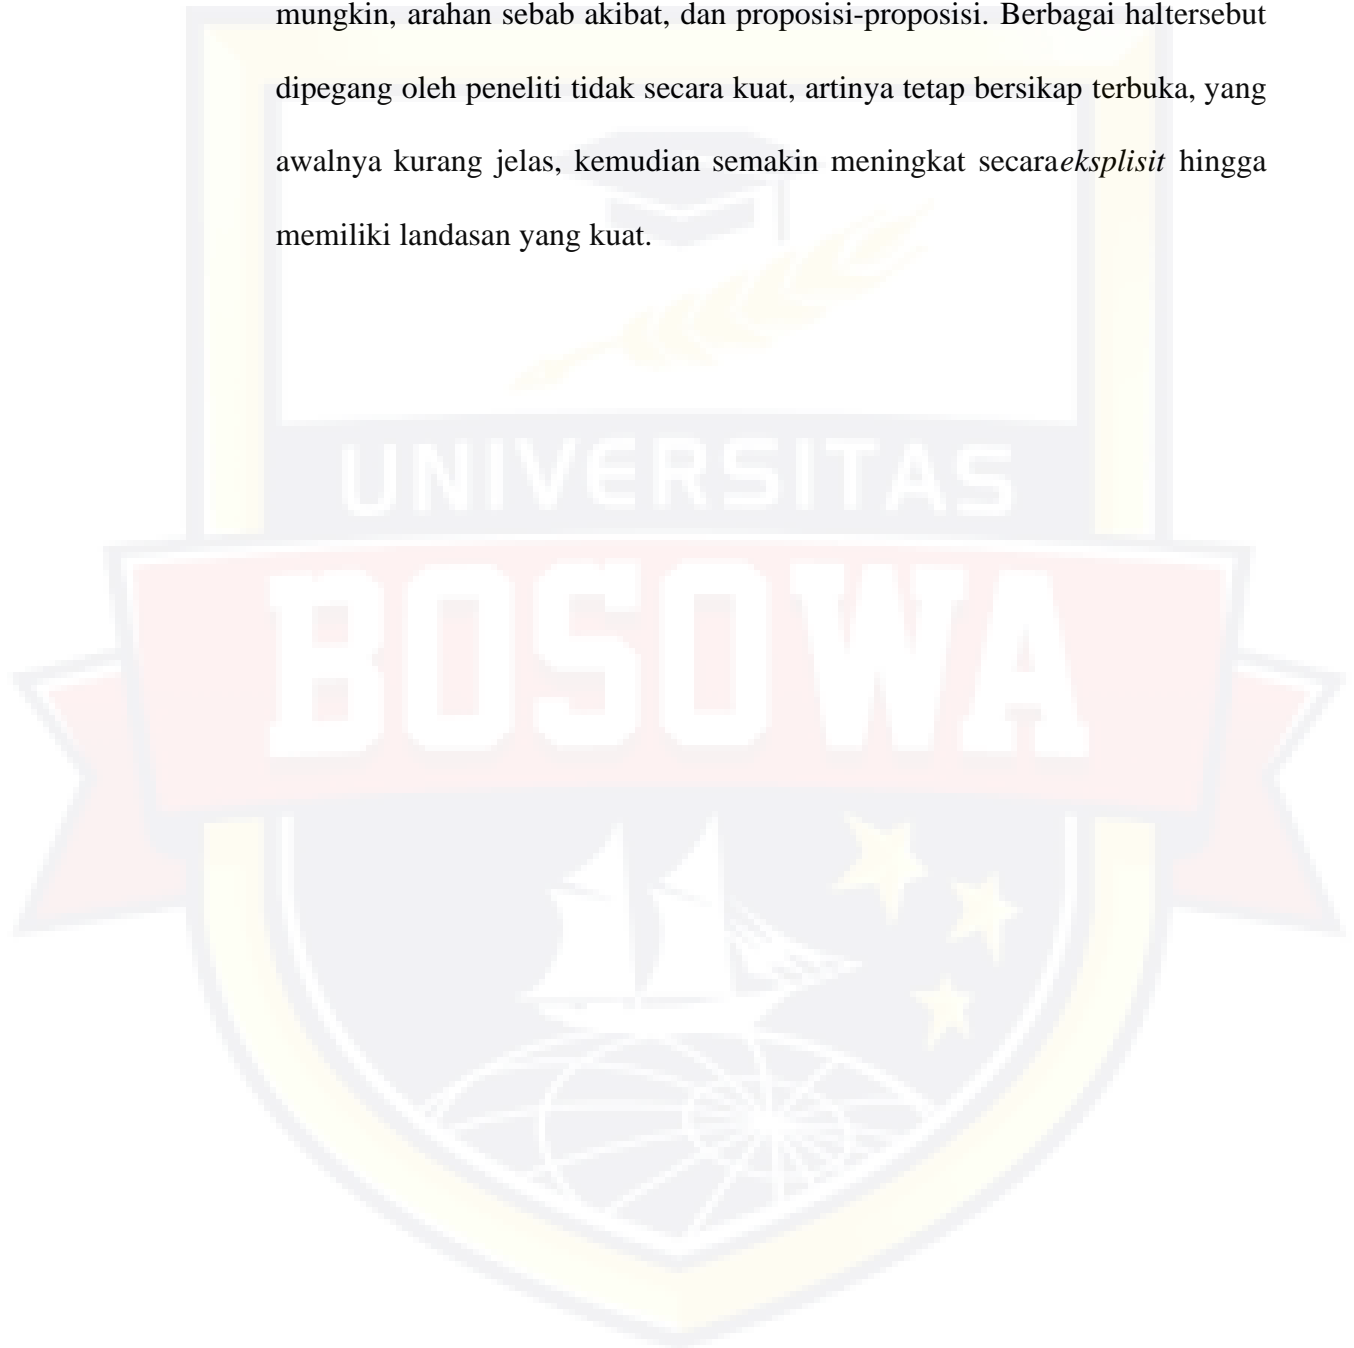 mungkin, arahan sebab akibat, dan proposisi-proposisi. Berbagai haltersebut
dipegang oleh peneliti tidak secara kuat, artinya tetap bersikap terbuka, yang
awalnya kurang jelas, kemudian semakin meningkat secaraeksplisit hingga
memiliki landasan yang kuat.
UNIVERSITAS
BOSOWA